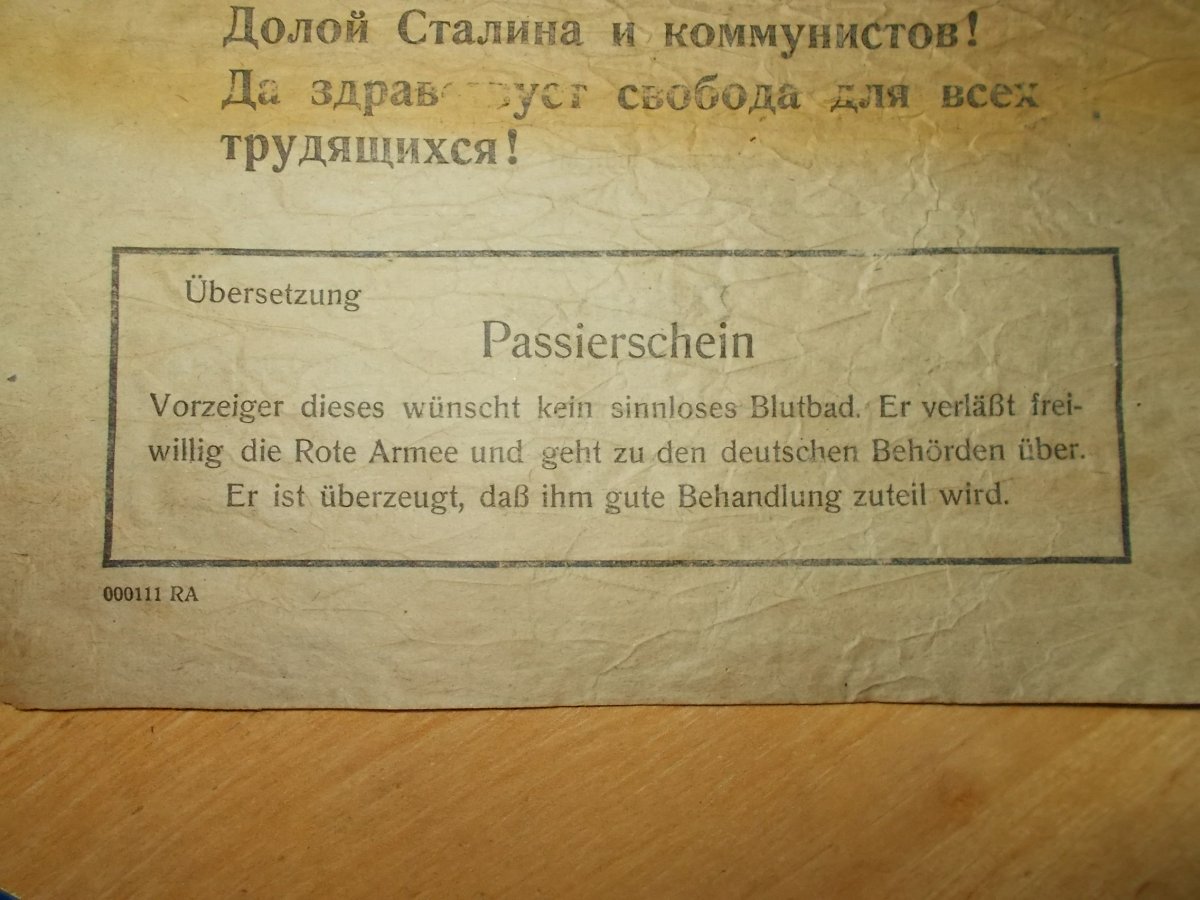 Долой Сталина и коммунистов!
Да свобода для всех
трудящихся!
Übersetzung
Passierschein
Vorzeiger dieses wünscht kein sinnloses Blutbad. Er verläßt frei-
willig die Rote Armee und geht zu den deutschen Behörden über.
Er ist überzeugt, daß ihm gute Behandlung zuteil wird.
000111 RA